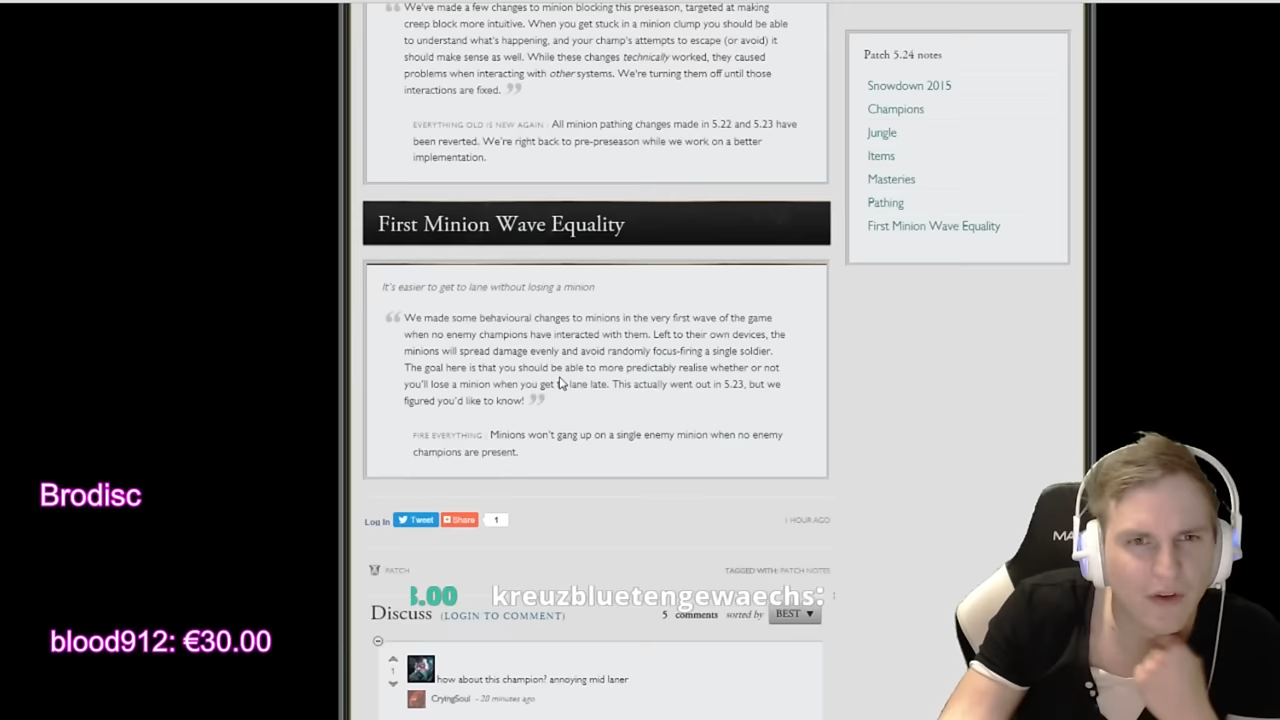 We've made a few changes to minion blocking this preseason, targeted at making
creep block more intuitive. When you get stuck in a minion clump you should be able
to understand what's happening, and your champ's attempts to escape (or avoid) it
should make sense as well. While these changes technically worked, they caused
problems when interacting with other systems. We're turning them off until those
interactions are fixed.
EVERYTHING OLD IS NEW AGAIN : All minion pathing changes made in 5.22 and 5.23 have
been reverted. We're right back to pre-preseason while we work on a better
implementation.
First Minion Wave Equality
It's easier to get to lane without losing a minion
We made some behavioural changes to minions in the very first wave of the game
when no enemy champions have interacted with them. Left to their own devices, the
minions will spread damage evenly and avoid randomly focus-firing a single soldier.
The goal here is that you should be able to more predictably realise whether or not
you'll lose a minion when you get to lane late. This actually went out in 5.23, but we
figured you'd like to know!
FIRE EVERYTHING : Minions won't gang up on a single enemy minion when no enemy
champions are present.
Log In Tweet Share 1 1 HOUR AGO
PATCH TAGGED WITH: PATCH NOTES
.00 kreuzbluetengewaechs:
Discuss (LOGIN TO COMMENT) 5 comments sorted by BEST ▼
1
how about this champion? annoying mid laner
CryingSoul - 20 minutes ago
Patch 5.24 notes
Snowdown 2015
Champions
Jungle
Items
Masteries
Pathing
First Minion Wave Equality
Brodisc
blood912: €30.00